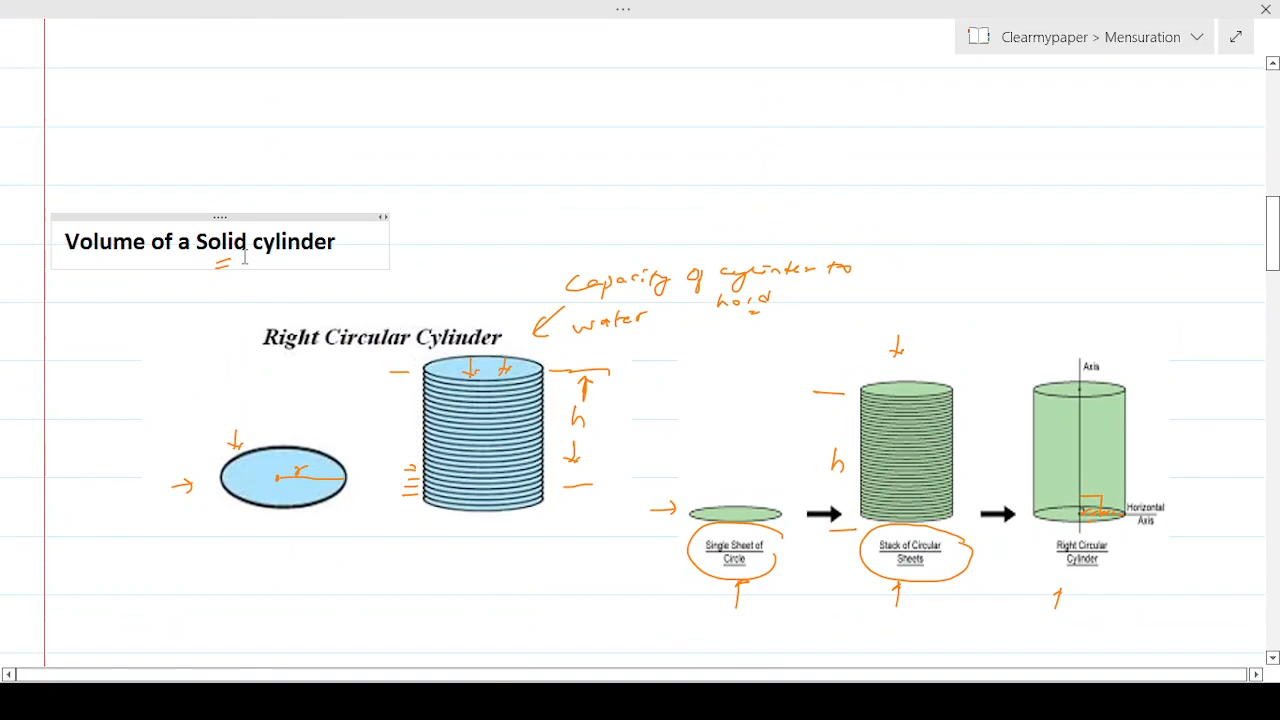 Clearmypaper > Mensuration
Volume of a Solid cylinder
Capacity of cylinder to
hold
water
Right Circular Cylinder
h
r
h
Axis
Horizontal
Axis
Single Sheet of
Circle
Stack of Circular
Sheets
Right Circular
Cylinder